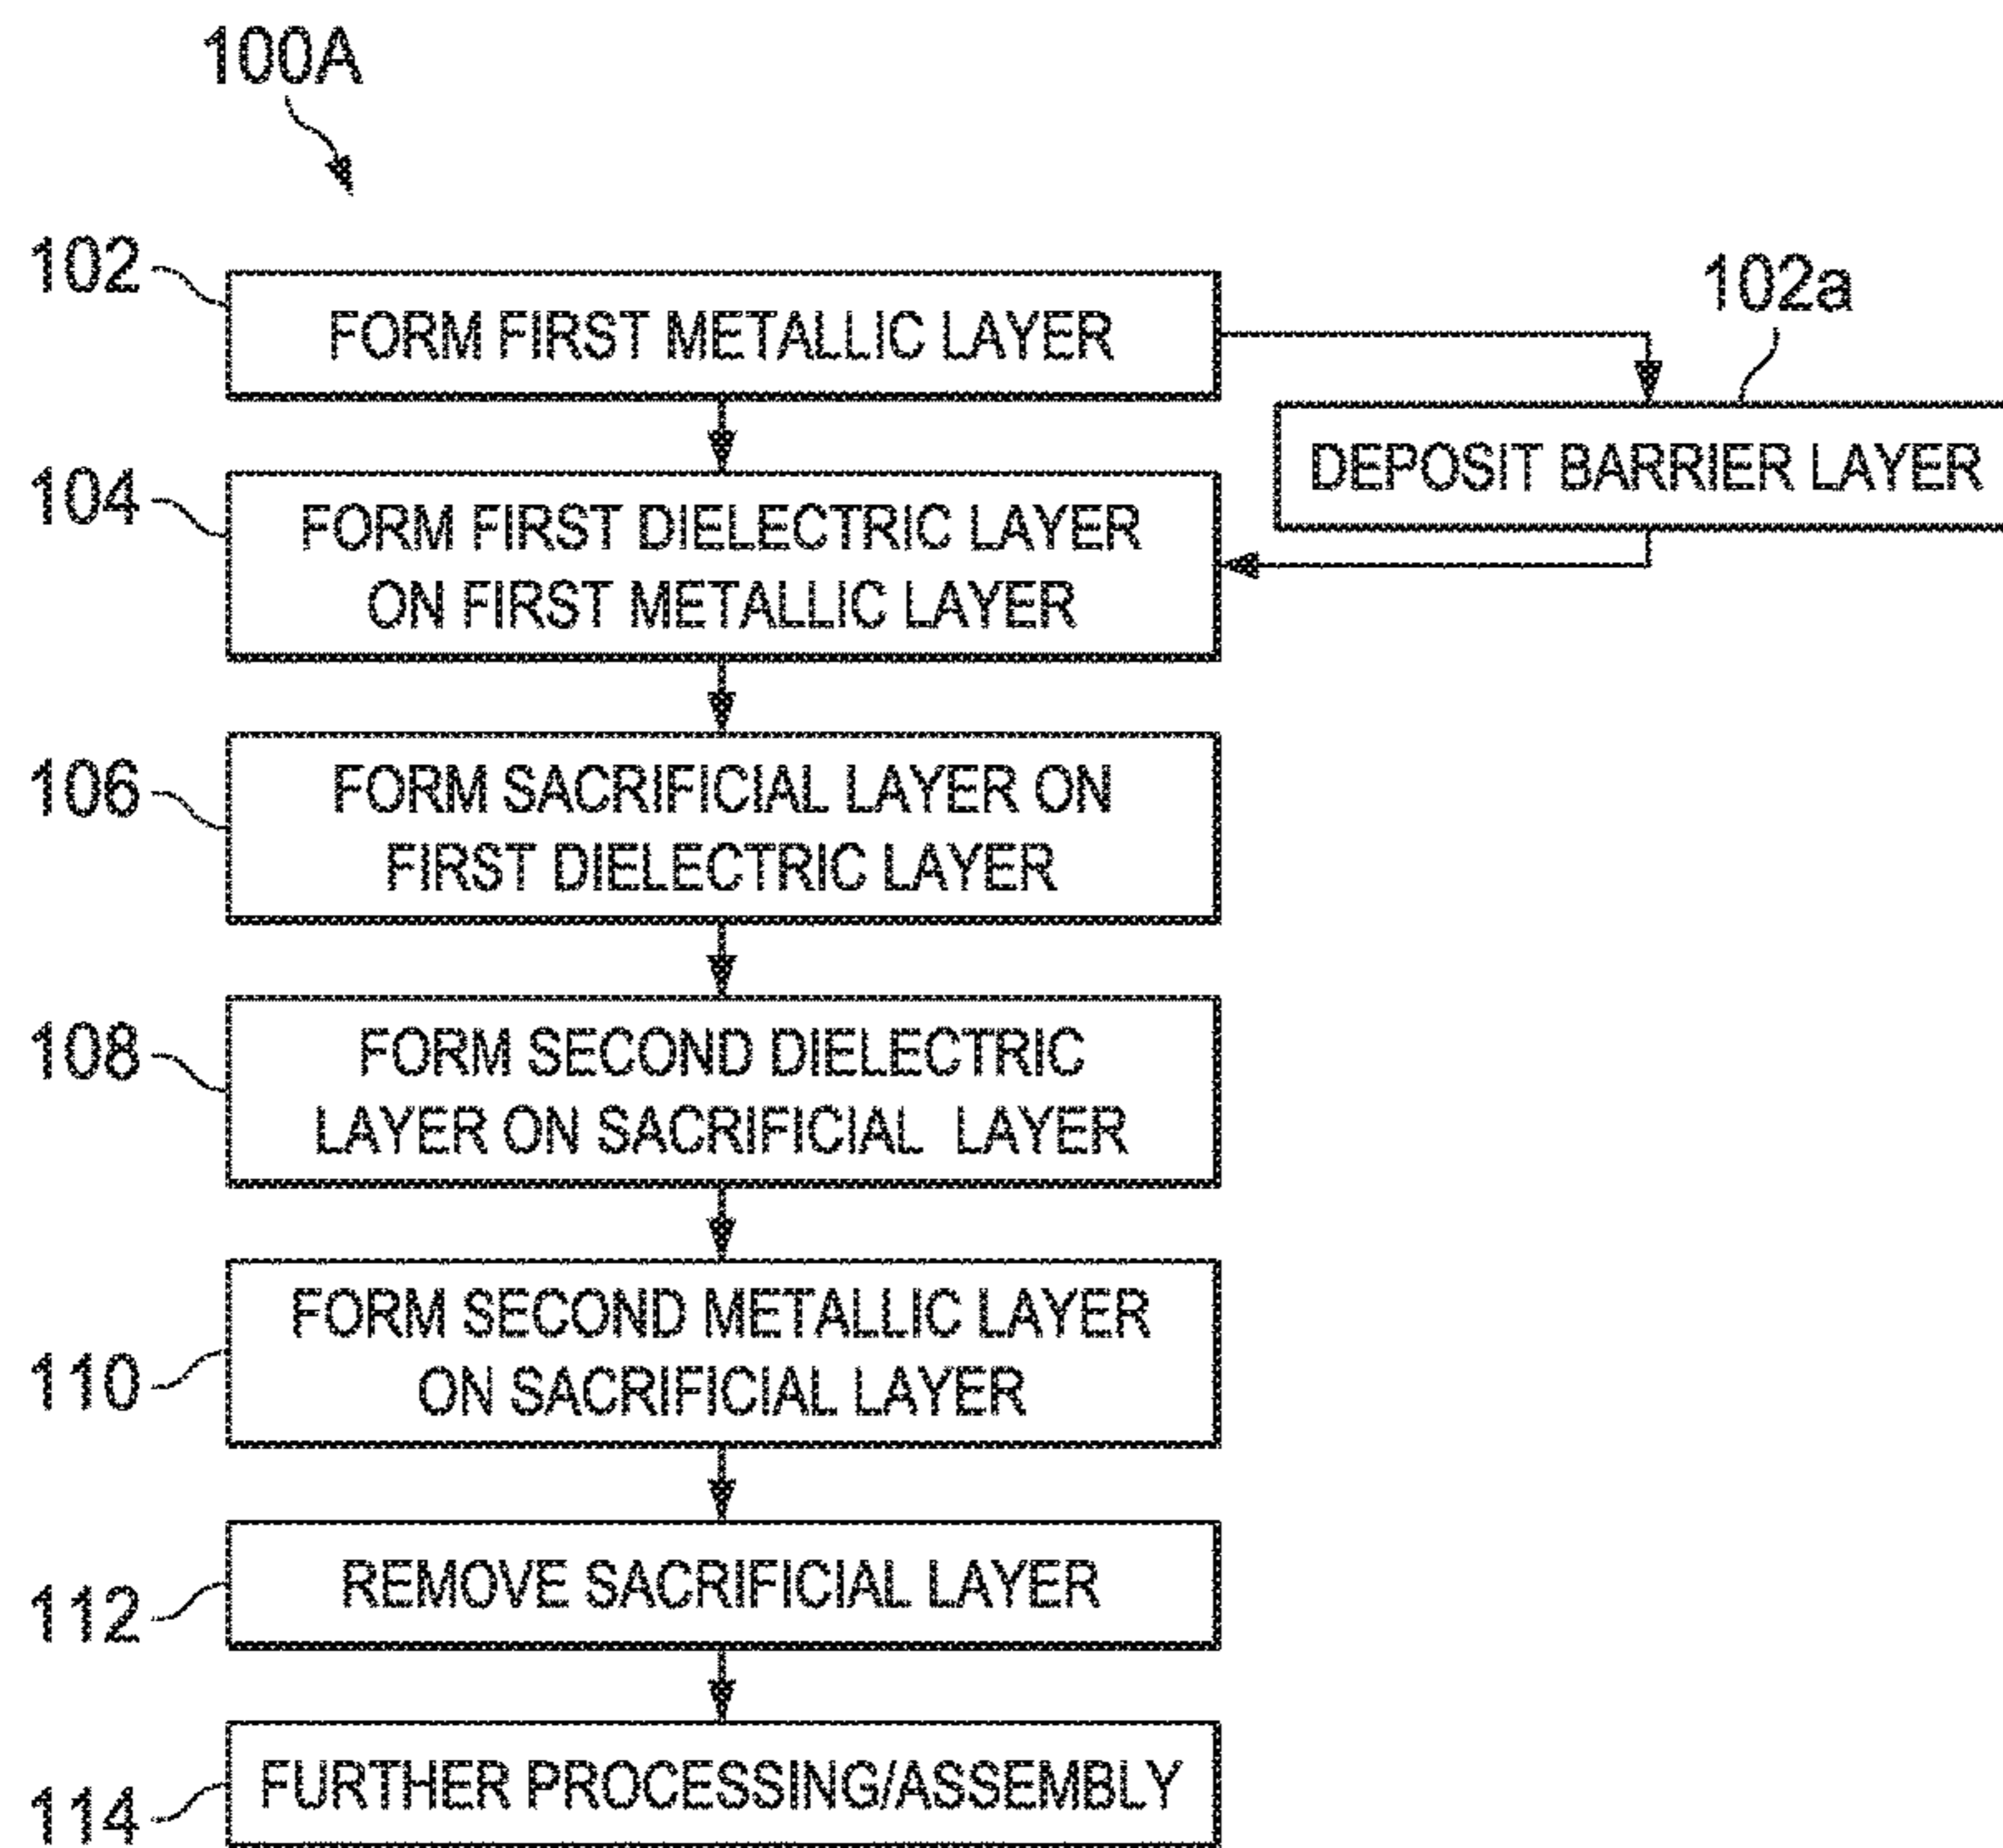 100A
102
FORM FIRST METALLIC LAYER
102a
DEPOSIT BARRIER LAYER
104
FORM FIRST DIELECTRIC LAYER
ON FIRST METALLIC LAYER
106
FORM SACRIFICIAL LAYER ON
FIRST DIELECTRIC LAYER
108
FORM SECOND DIELECTRIC
LAYER ON SACRIFICIAL LAYER
110
FORM SECOND METALLIC LAYER
ON SACRIFICIAL LAYER
112
REMOVE SACRIFICIAL LAYER
114
FURTHER PROCESSING/ASSEMBLY